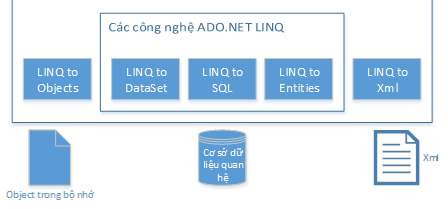 Các công nghệ ADO.NET LINQ
LINQ to
Objects
LINQ to
DataSet
LINQ to
SQL
LINQ to
Entities
LINQ to
Xml
Object trong bộ nhớ
Cơ sở dữ
liệu quan
hệ
Xml